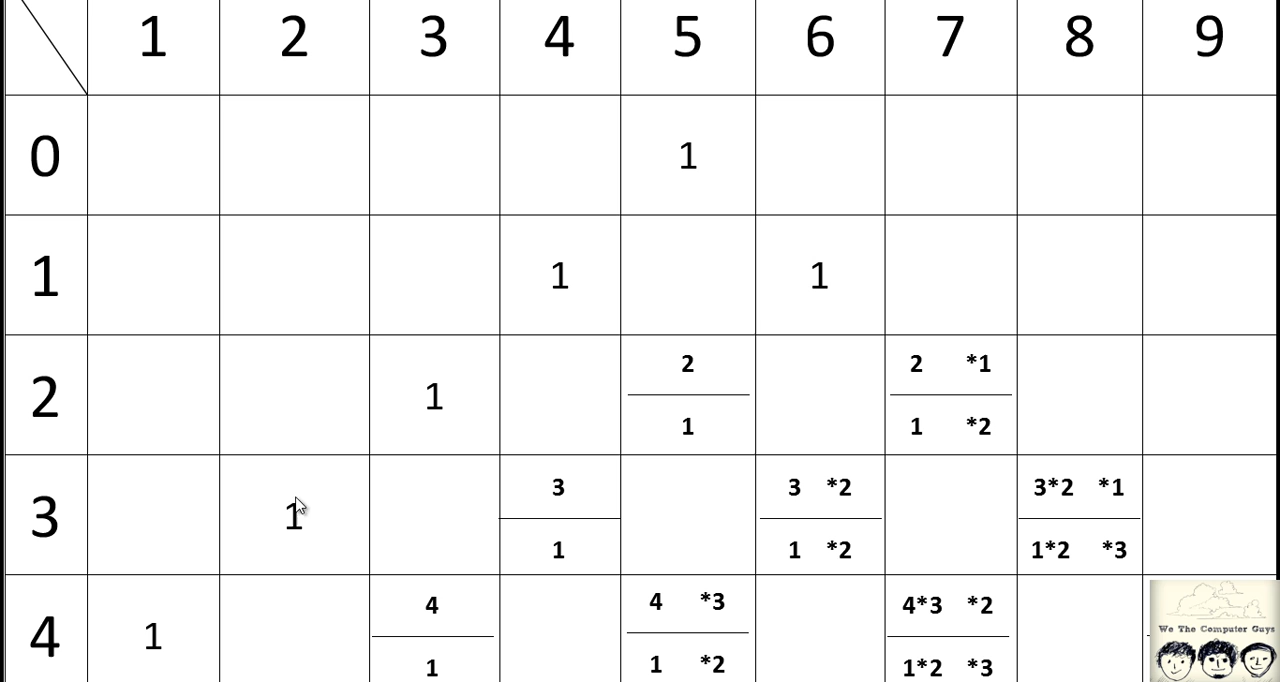 1 2 3 4 5 6 7 8 9
0 1
1 1 1
2 1 2 2 *1
1 1 *2
3 1 3 3 *2 3*2 *1
1 1 *2 1*2 *3
4 1 4 4 *3 4*3 *2
1 1 *2 1*2 *3
We The Computer Guys